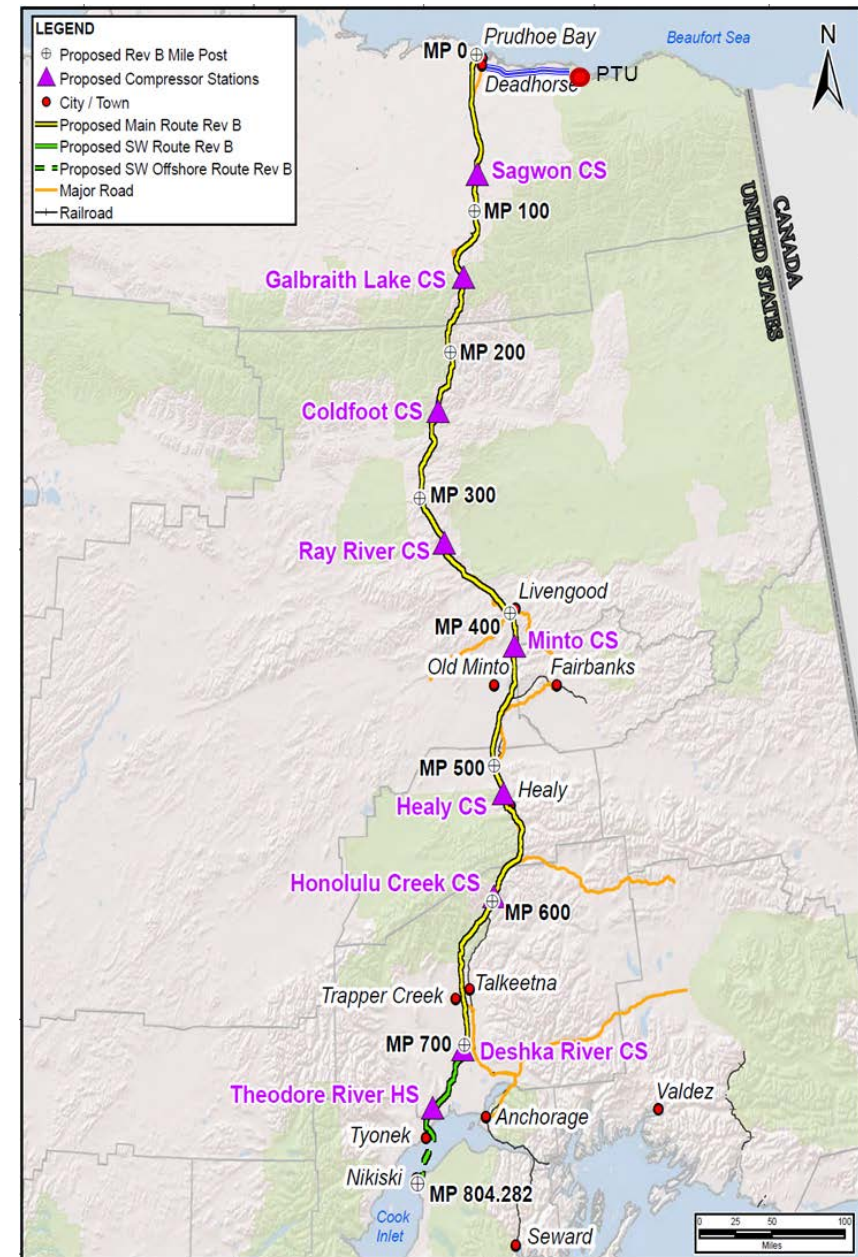 LEGEND
Proposed Rev B Mile Post
Proposed Compressor Stations
City / Town
Proposed Main Route Rev B
Proposed SW Route Rev B
Proposed SW Offshore Route Rev B
Major Road
Railroad
Prudhoe Bay
Beaufort Sea
N
MP 0
Deadhorse
PTU
Sagwon CS
MP 100
CANADA
UNITED STATES
Galbraith Lake CS
MP 200
Coldfoot CS
MP 300
Ray River CS
Livengood
MP 400
Minto CS
Old Minto
Fairbanks
MP 500
Healy
Healy CS
Honolulu Creek CS
MP 600
Talkeetna
Trapper Creek
MP 700
Deshka River CS
Theodore River HS
Valdez
Anchorage
Tyonek
Nikiski
MP 804.282
Cook
Inlet
Seward
0 25 50 100
Miles